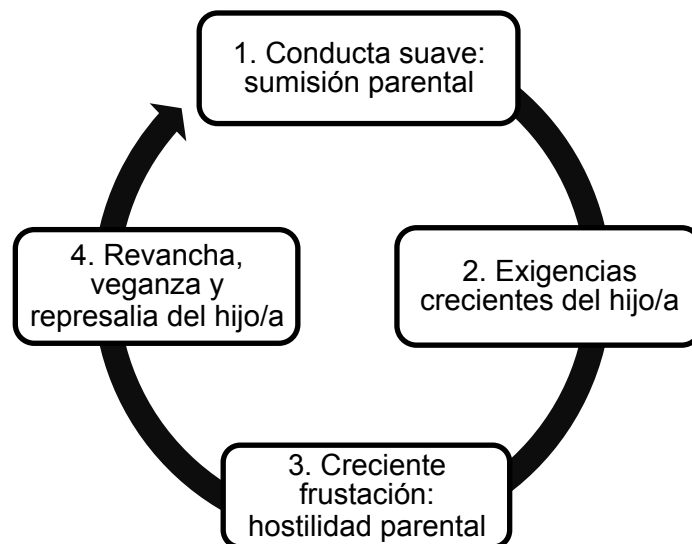 1. Conducta suave:
sumisión parental
2. Exigencias
crecientes del hijo/a
3. Creciente
frustación:
hostilidad parental
4. Revancha,
veganza y
represalia del hijo/a